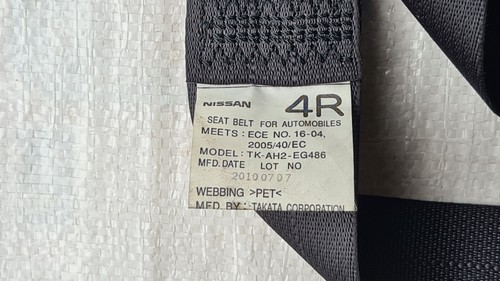 NISSAN 4R
SEAT BELT FOR AUTOMOBILES
MEETS : ECE NO. 16-04,
2005/40/EC
MODEL: TK-AH2-EG486
MFD.DATE LOT NO
20100707
WEBBING >PET<
MFD BY: TAKATA CORPORATION